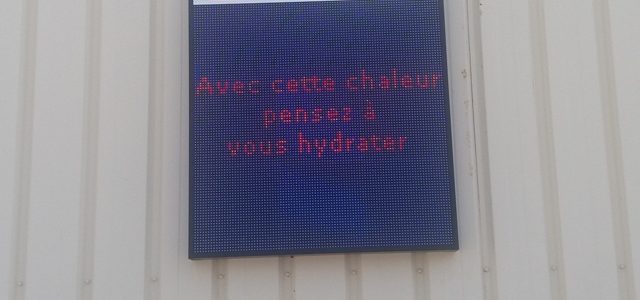 Avec cette chaleur
pensez à
vous hydrater